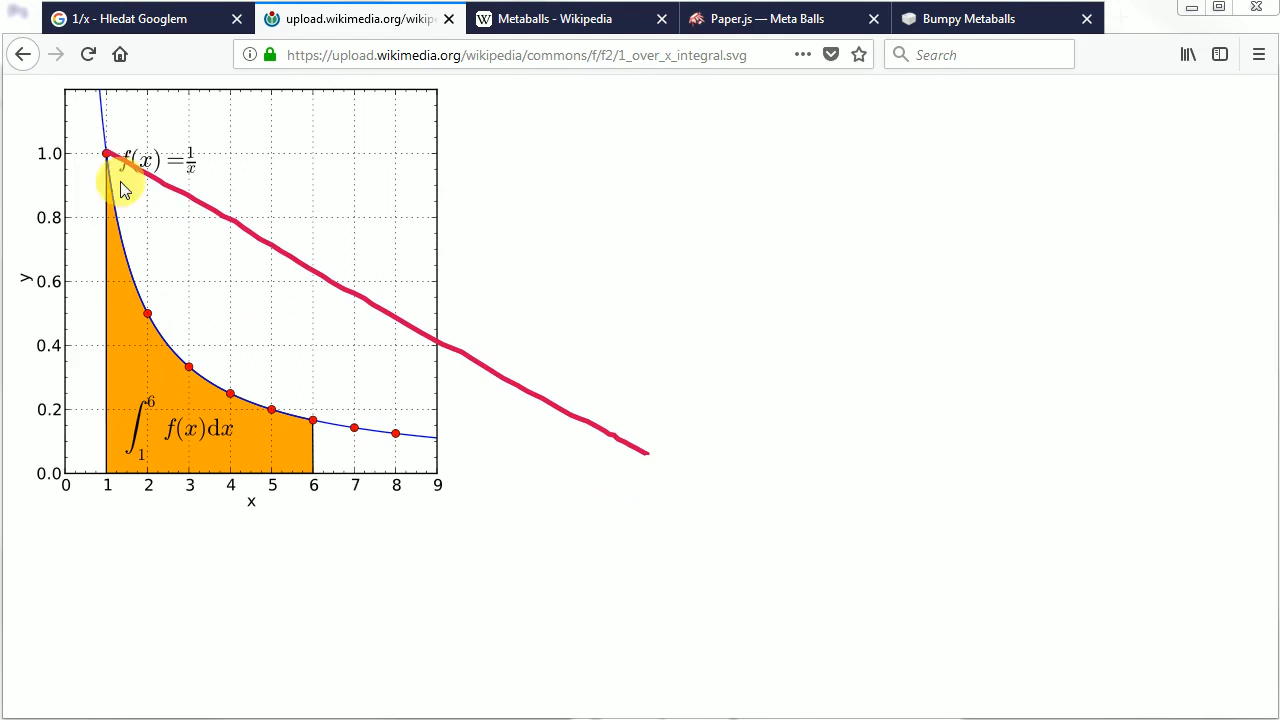 1/x - Hledat Googlem
upload.wikimedia.org/wikip
Metaballs - Wikipedia
Paper.js — Meta Balls
Bumpy Metaballs
https://upload.wikimedia.org/wikipedia/commons/f/f2/1_over_x_integral.svg
Search
f(x) = 1/x
1.0
0.8
0.6
0.4
0.2
0.0
y
∫₁⁶ f(x)dx
0 1 2 3 4 5 6 7 8 9
x